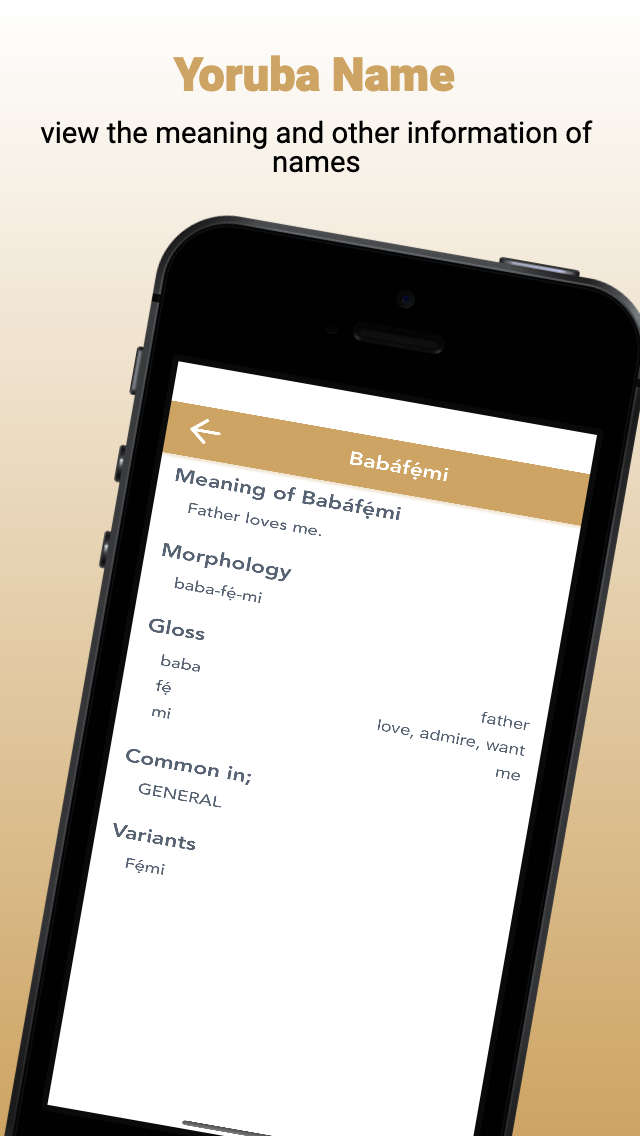 Yoruba Name
view the meaning and other information of
names
Babáfẹ́mi
Meaning of Babáfẹ́mi
Father loves me.
Morphology
baba-fẹ́-mi
Gloss
baba father
fẹ́ love, admire, want
mi me
Common in;
GENERAL
Variants
Fẹ́mi